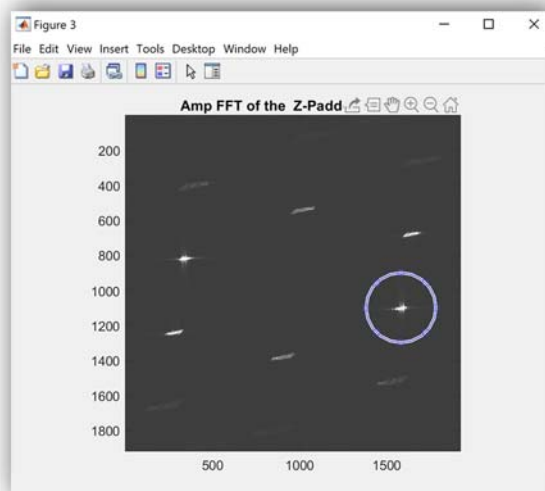 Figure 3
File Edit View Insert Tools Desktop Window Help
Amp FFT of the Z-Padd
200
400
600
800
1000
1200
1400
1600
1800
500 1000 1500